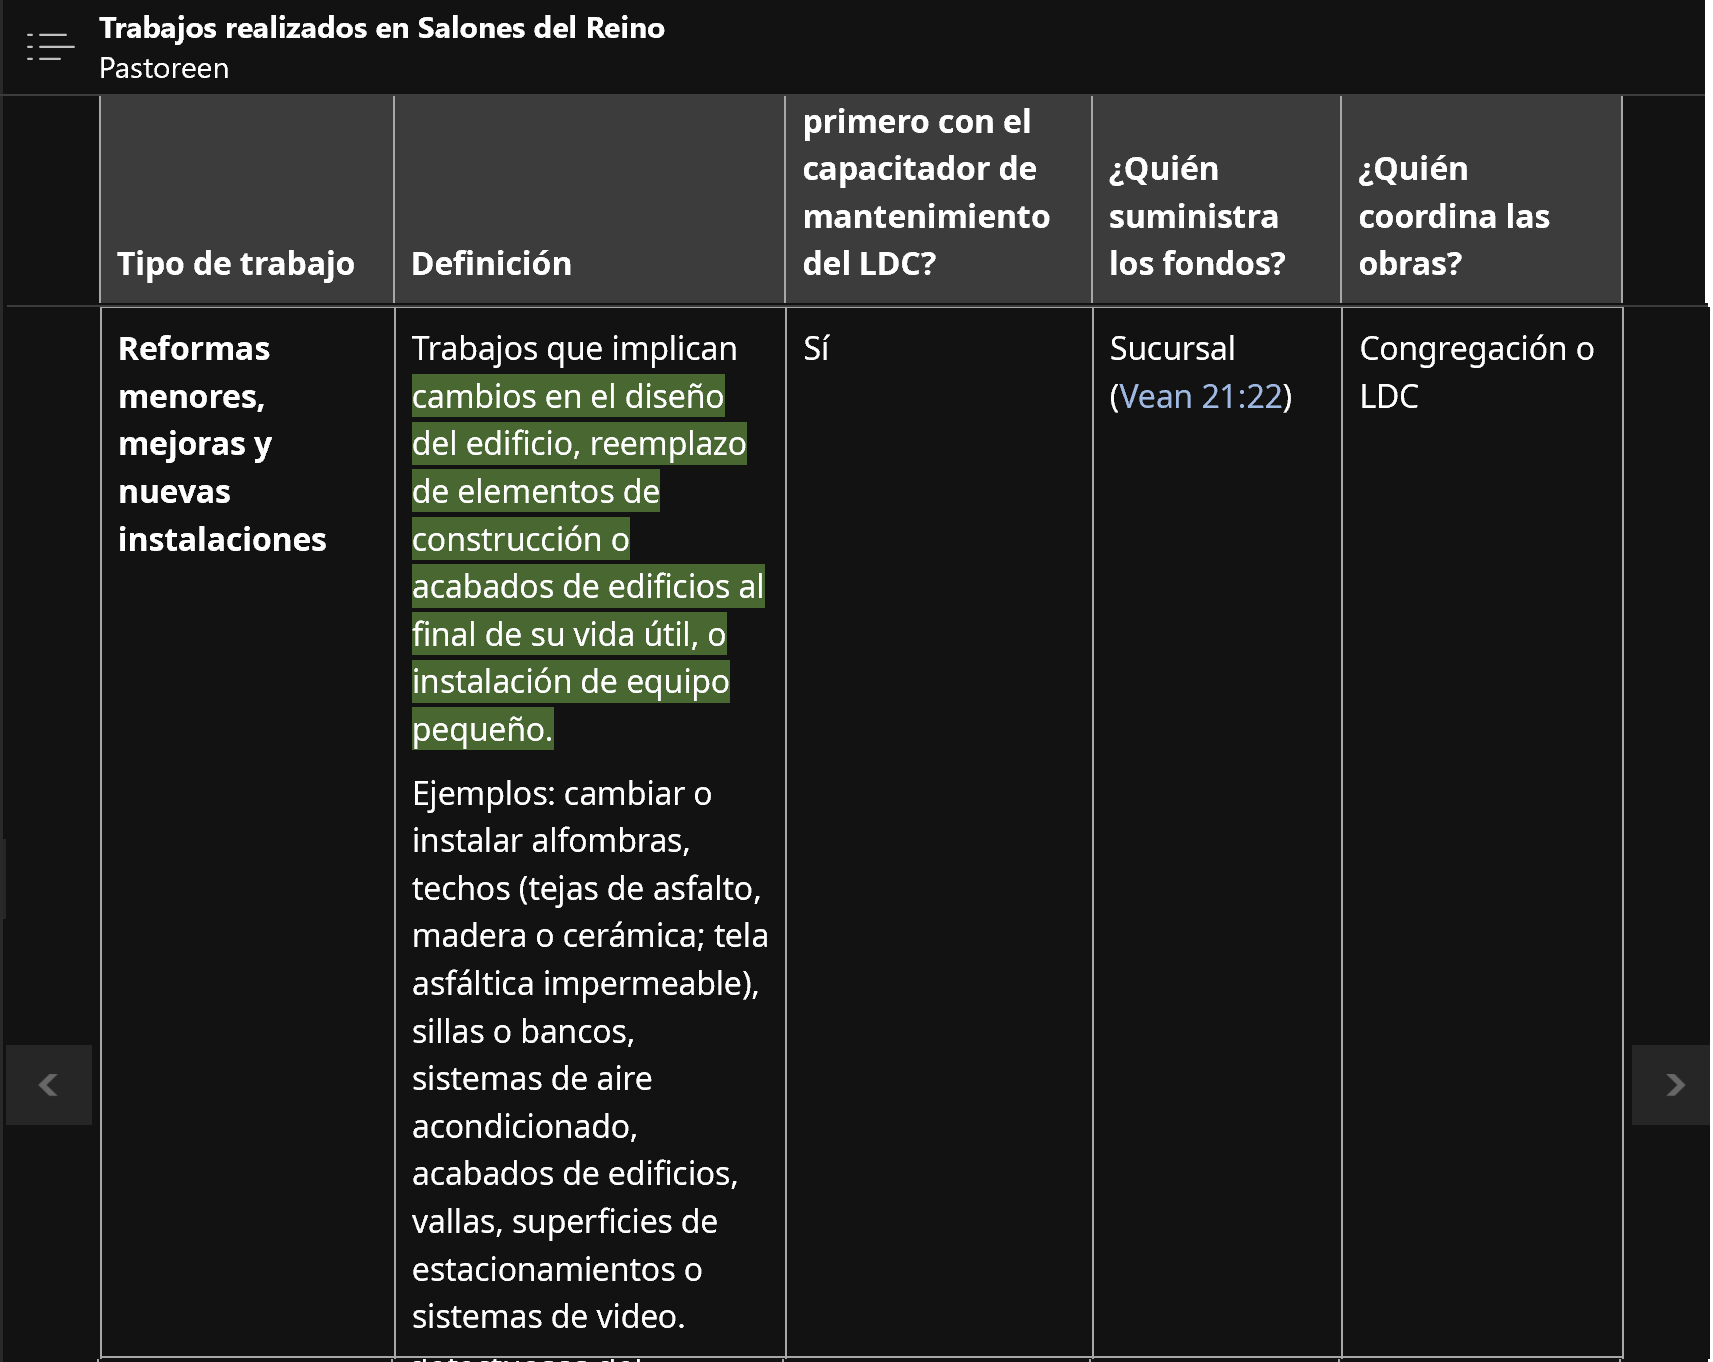 Trabajos realizados en Salones del Reino
Pastoreen
Tipo de trabajo
Definición
primero con el
capacitador de
mantenimiento
del LDC?
¿Quién
suministra
los fondos?
¿Quién
coordina las
obras?
Reformas
menores,
mejoras y
nuevas
instalaciones
Trabajos que implican
cambios en el diseño
del edificio, reemplazo
de elementos de
construcción o
acabados de edificios al
final de su vida útil, o
instalación de equipo
pequeño.
Ejemplos: cambiar o
instalar alfombras,
techos (tejas de asfalto,
madera o cerámica; tela
asfáltica impermeable),
sillas o bancos,
sistemas de aire
acondicionado,
acabados de edificios,
vallas, superficies de
estacionamientos o
sistemas de video.
Sí
Sucursal
(Vean 21:22)
Congregación o
LDC